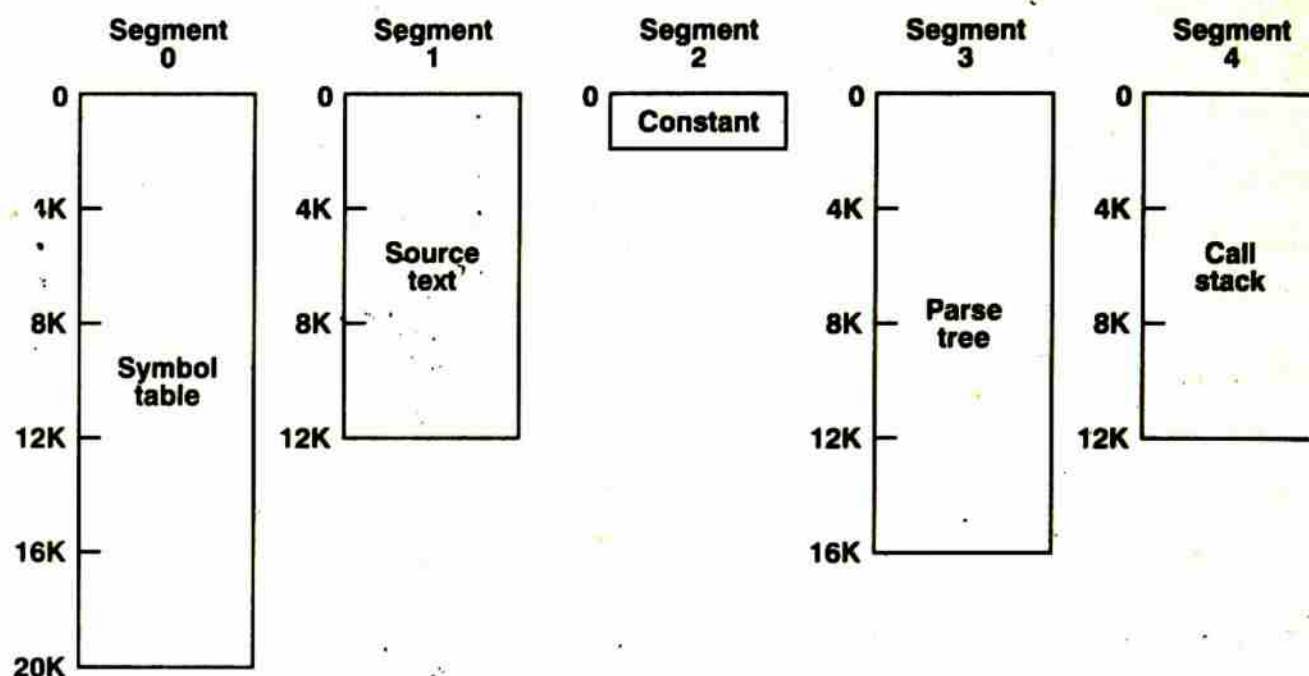 Segment
0
Segment
1
Segment
2
Segment
3
Segment
4
0
4K
8K
12K
16K
20K
Symbol
table
0
4K
8K
12K
Source
text
0
Constant
0
4K
8K
12K
16K
Parse
tree
0
4K
8K
12K
Call
stack